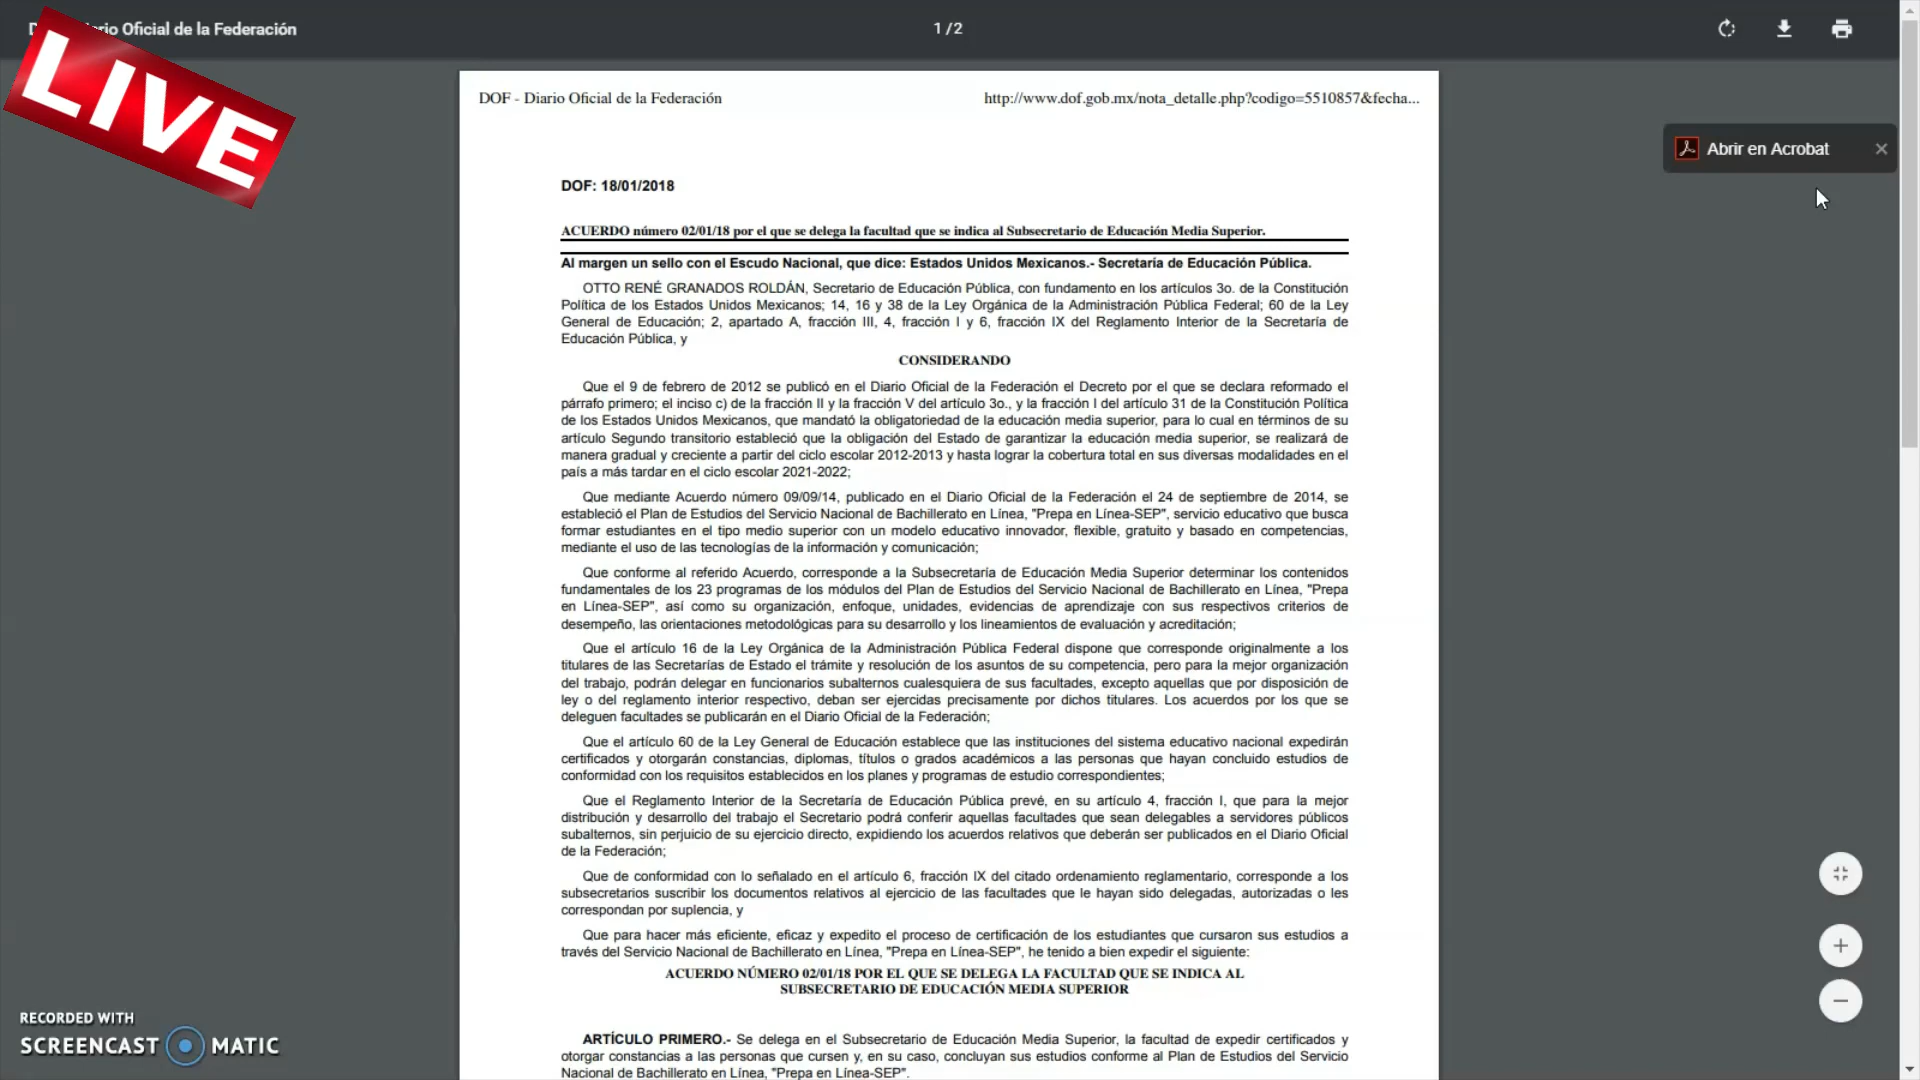 rio Oficial de la Federación
1 / 2
LIVE
DOF - Diario Oficial de la Federación
http://www.dof.gob.mx/nota_detalle.php?codigo=5510857&fecha...
Abrir en Acrobat
DOF: 18/01/2018
ACUERDO número 02/01/18 por el que se delega la facultad que se indica al Subsecretario de Educación Media Superior.
Al margen un sello con el Escudo Nacional, que dice: Estados Unidos Mexicanos.- Secretaría de Educación Pública.
OTTO RENÉ GRANADOS ROLDÁN, Secretario de Educación Pública, con fundamento en los artículos 3o. de la Constitución
Política de los Estados Unidos Mexicanos; 14, 16 y 38 de la Ley Orgánica de la Administración Pública Federal; 60 de la Ley
General de Educación; 2, apartado A, fracción III, 4, fracción I y 6, fracción IX del Reglamento Interior de la Secretaría de
Educación Pública, y
CONSIDERANDO
Que el 9 de febrero de 2012 se publicó en el Diario Oficial de la Federación el Decreto por el que se declara reformado el
párrafo primero; el inciso c) de la fracción II y la fracción V del artículo 3o., y la fracción I del artículo 31 de la Constitución Política
de los Estados Unidos Mexicanos, que mandató la obligatoriedad de la educación media superior, para lo cual en términos de su
artículo Segundo transitorio estableció que la obligación del Estado de garantizar la educación media superior, se realizará de
manera gradual y creciente a partir del ciclo escolar 2012-2013 y hasta lograr la cobertura total en sus diversas modalidades en el
país a más tardar en el ciclo escolar 2021-2022;
Que mediante Acuerdo número 09/09/14, publicado en el Diario Oficial de la Federación el 24 de septiembre de 2014, se
estableció el Plan de Estudios del Servicio Nacional de Bachillerato en Línea, "Prepa en Línea-SEP", servicio educativo que busca
formar estudiantes en el tipo medio superior con un modelo educativo innovador, flexible, gratuito y basado en competencias,
mediante el uso de las tecnologías de la información y comunicación;
Que conforme al referido Acuerdo, corresponde a la Subsecretaría de Educación Media Superior determinar los contenidos
fundamentales de los 23 programas de los módulos del Plan de Estudios del Servicio Nacional de Bachillerato en Línea, "Prepa
en Línea-SEP", así como su organización, enfoque, unidades, evidencias de aprendizaje con sus respectivos criterios de
desempeño, las orientaciones metodológicas para su desarrollo y los lineamientos de evaluación y acreditación;
Que el artículo 16 de la Ley Orgánica de la Administración Pública Federal dispone que corresponde originalmente a los
titulares de las Secretarías de Estado el trámite y resolución de los asuntos de su competencia, pero para la mejor organización
del trabajo, podrán delegar en funcionarios subalternos cualesquiera de sus facultades, excepto aquellas que por disposición de
ley o del reglamento interior respectivo, deban ser ejercidas precisamente por dichos titulares. Los acuerdos por los que se
deleguen facultades se publicarán en el Diario Oficial de la Federación;
Que el artículo 60 de la Ley General de Educación establece que las instituciones del sistema educativo nacional expedirán
certificados y otorgarán constancias, diplomas, títulos o grados académicos a las personas que hayan concluido estudios de
conformidad con los requisitos establecidos en los planes y programas de estudio correspondientes;
Que el Reglamento Interior de la Secretaría de Educación Pública prevé, en su artículo 4, fracción I, que para la mejor
distribución y desarrollo del trabajo el Secretario podrá conferir aquellas facultades que sean delegables a servidores públicos
subalternos, sin perjuicio de su ejercicio directo, expidiendo los acuerdos relativos que deberán ser publicados en el Diario Oficial
de la Federación;
Que de conformidad con lo señalado en el artículo 6, fracción IX del citado ordenamiento reglamentario, corresponde a los
subsecretarios suscribir los documentos relativos al ejercicio de las facultades que le hayan sido delegadas, autorizadas o les
correspondan por suplencia, y
Que para hacer más eficiente, eficaz y expedito el proceso de certificación de los estudiantes que cursaron sus estudios a
través del Servicio Nacional de Bachillerato en Línea, "Prepa en Línea-SEP", he tenido a bien expedir el siguiente:
ACUERDO NÚMERO 02/01/18 POR EL QUE SE DELEGA LA FACULTAD QUE SE INDICA AL
SUBSECRETARIO DE EDUCACIÓN MEDIA SUPERIOR
ARTÍCULO PRIMERO.- Se delega en el Subsecretario de Educación Media Superior, la facultad de expedir certificados y
otorgar constancias a las personas que cursen y, en su caso, concluyan sus estudios conforme al Plan de Estudios del Servicio
Nacional de Bachillerato en Línea, "Prepa en Línea-SEP".
RECORDED WITH
SCREENCAST MATIC